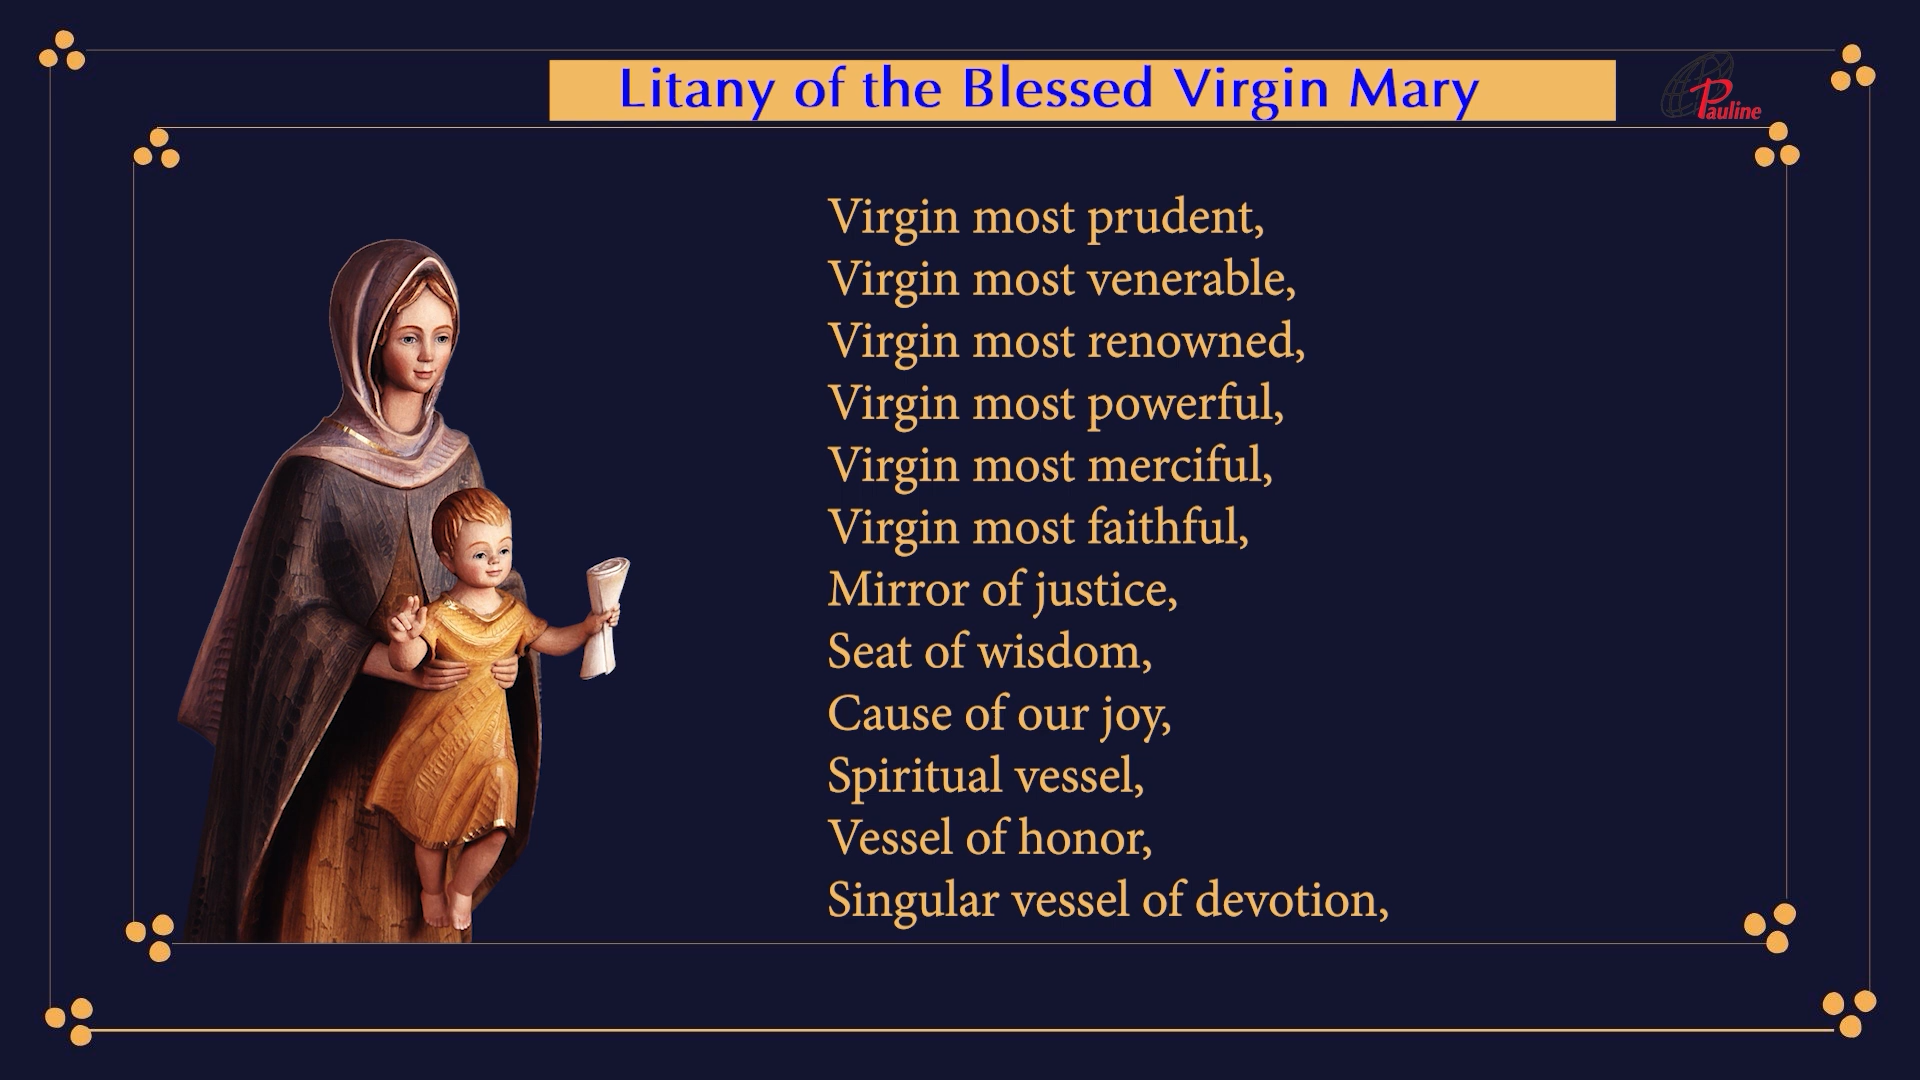 Litany of the Blessed Virgin Mary
Pauline
Virgin most prudent,
Virgin most venerable,
Virgin most renowned,
Virgin most powerful,
Virgin most merciful,
Virgin most faithful,
Mirror of justice,
Seat of wisdom,
Cause of our joy,
Spiritual vessel,
Vessel of honor,
Singular vessel of devotion,